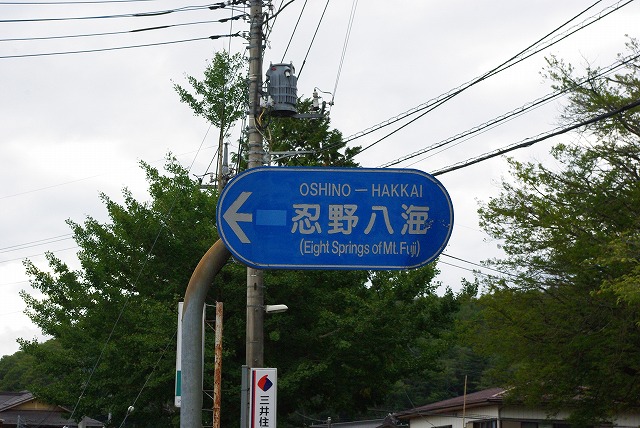 OSHINO — HAKKAI
忍野八海
(Eight Springs of Mt. Fuji)
三井住